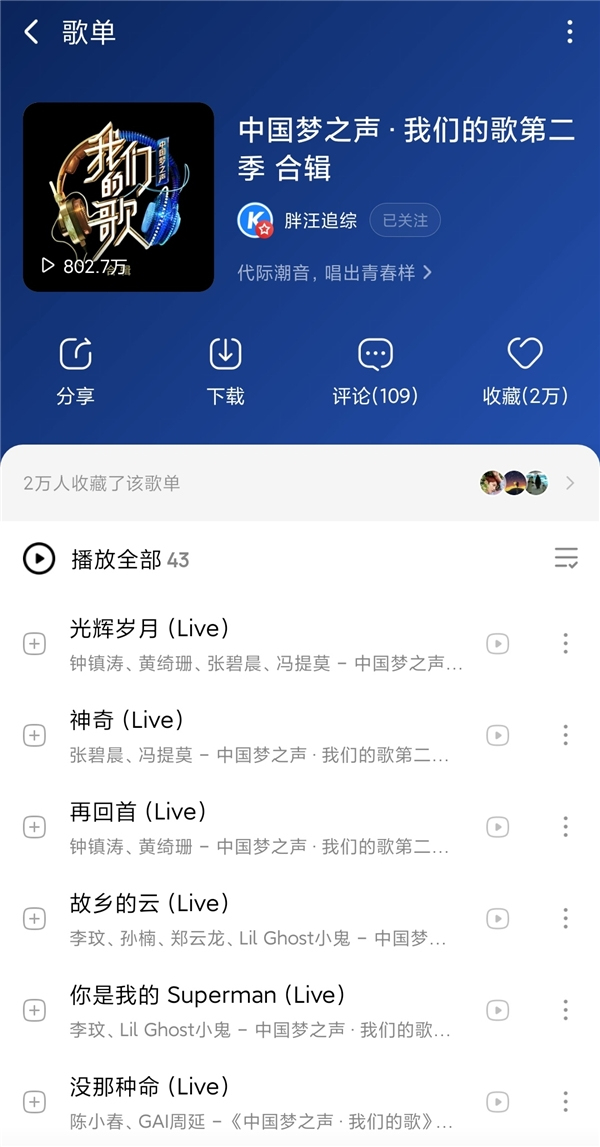 歌单
我们的歌
中国梦之声
合辑
802.7万
中国梦之声·我们的歌第二
季 合辑
K
胖汪追综
已关注
代际潮音，唱出青春样
分享
下载
评论(109)
收藏(2万)
2万人收藏了该歌单
播放全部 43
光辉岁月 (Live)
钟镇涛、黄绮珊、张碧晨、冯提莫 - 中国梦之声...
神奇 (Live)
张碧晨、冯提莫 - 中国梦之声·我们的歌第二...
再回首 (Live)
钟镇涛、黄绮珊 - 中国梦之声·我们的歌第二...
故乡的云 (Live)
李玟、孙楠、郑云龙、Lil Ghost小鬼 - 中国梦...
你是我的 Superman (Live)
李玟、Lil Ghost小鬼 - 中国梦之声·我们的歌...
没那种命 (Live)
陈小春、GAI周延 -《中国梦之声·我们的歌》...